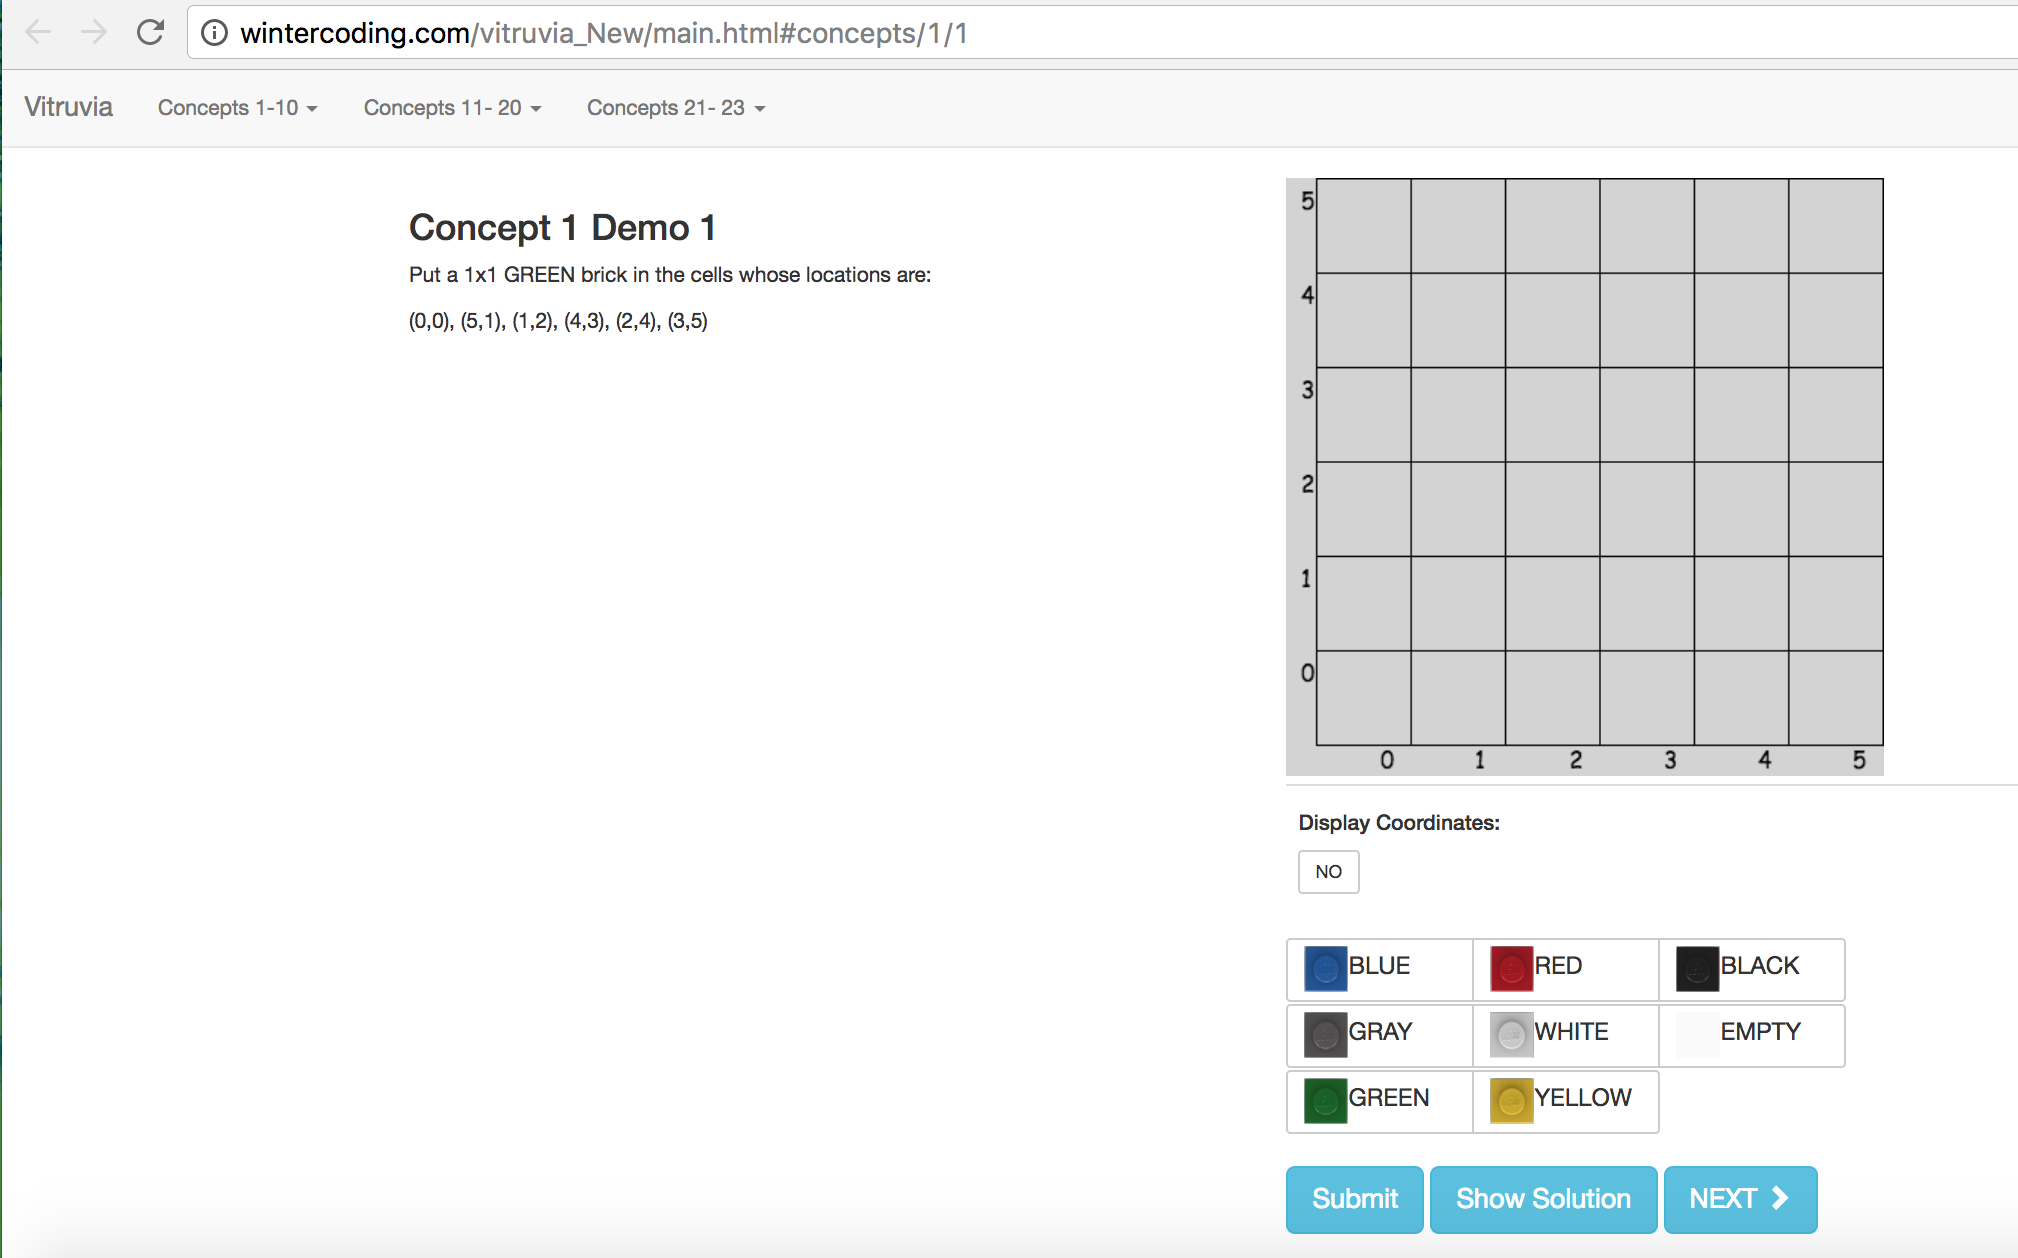 wintercoding.com/vitruvia_New/main.html#concepts/1/1
Vitruvia Concepts 1-10 Concepts 11- 20 Concepts 21- 23
Concept 1 Demo 1
Put a 1x1 GREEN brick in the cells whose locations are:
(0,0), (5,1), (1,2), (4,3), (2,4), (3,5)
5
4
3
2
1
0
0 1 2 3 4 5
Display Coordinates:
NO
BLUE RED BLACK
GRAY WHITE EMPTY
GREEN YELLOW
Submit Show Solution NEXT